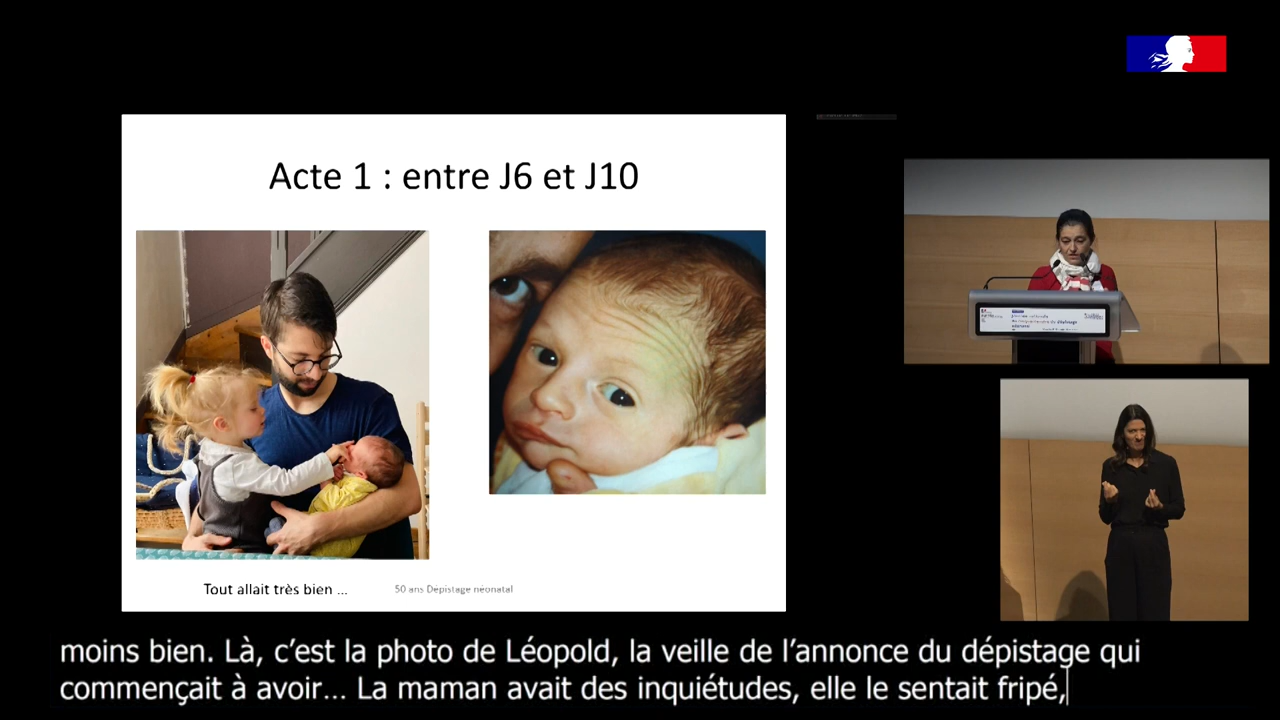 Acte 1 : entre J6 et J10
Tout allait très bien ...
50 ans Dépistage néonatal
moins bien. Là, c’est la photo de Léopold, la veille de l’annonce du dépistage qui
commençait à avoir… La maman avait des inquiétudes, elle le sentait fripé,